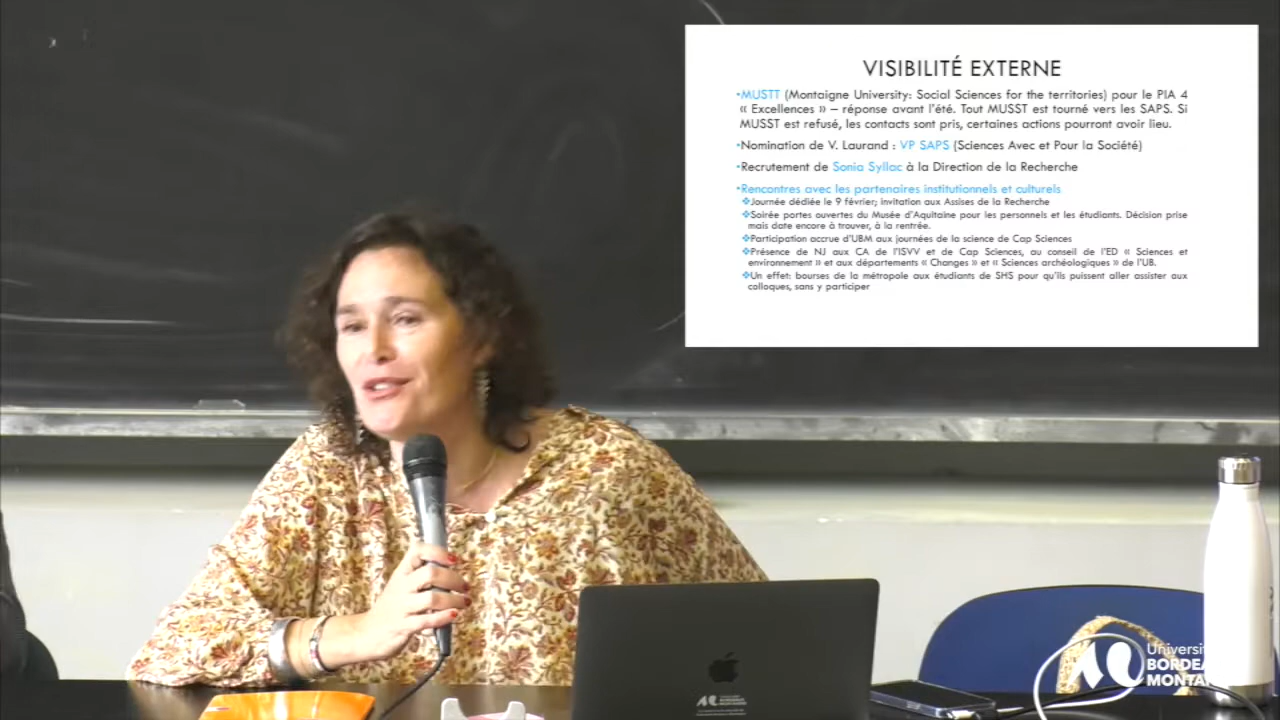 VISIBILITÉ EXTERNE
•MUSTT (Montaigne University: Social Sciences for the territories) pour le PIA 4
« Excellences » – réponse avant l'été. Tout MUSST est tourné vers les SAPS. Si
MUSST est refusé, les contacts sont pris, certaines actions pourront avoir lieu.
•Nomination de V. Laurand : VP SAPS (Sciences Avec et Pour la Société)
•Recrutement de Sonia Syllac à la Direction de la Recherche
•Rencontres avec les partenaires institutionnels et culturels
❖Journée dédiée le 9 février; invitation aux Assises de la Recherche
❖Soirée portes ouvertes du Musée d'Aquitaine pour les personnels et les étudiants. Décision prise
mais date encore à trouver, à la rentrée.
❖Participation accrue d'UBM aux journées de la science de Cap Sciences
❖Présence de NJ aux CA de l'ISVV et de Cap Sciences, au conseil de l'ED « Sciences et
environnement » et aux départements « Changes » et « Sciences archéologiques » de l'UB.
❖Un effet: bourses de la métropole aux étudiants de SHS pour qu'ils puissent aller assister aux
colloques, sans y participer
Universi
BORDEA
MONTA